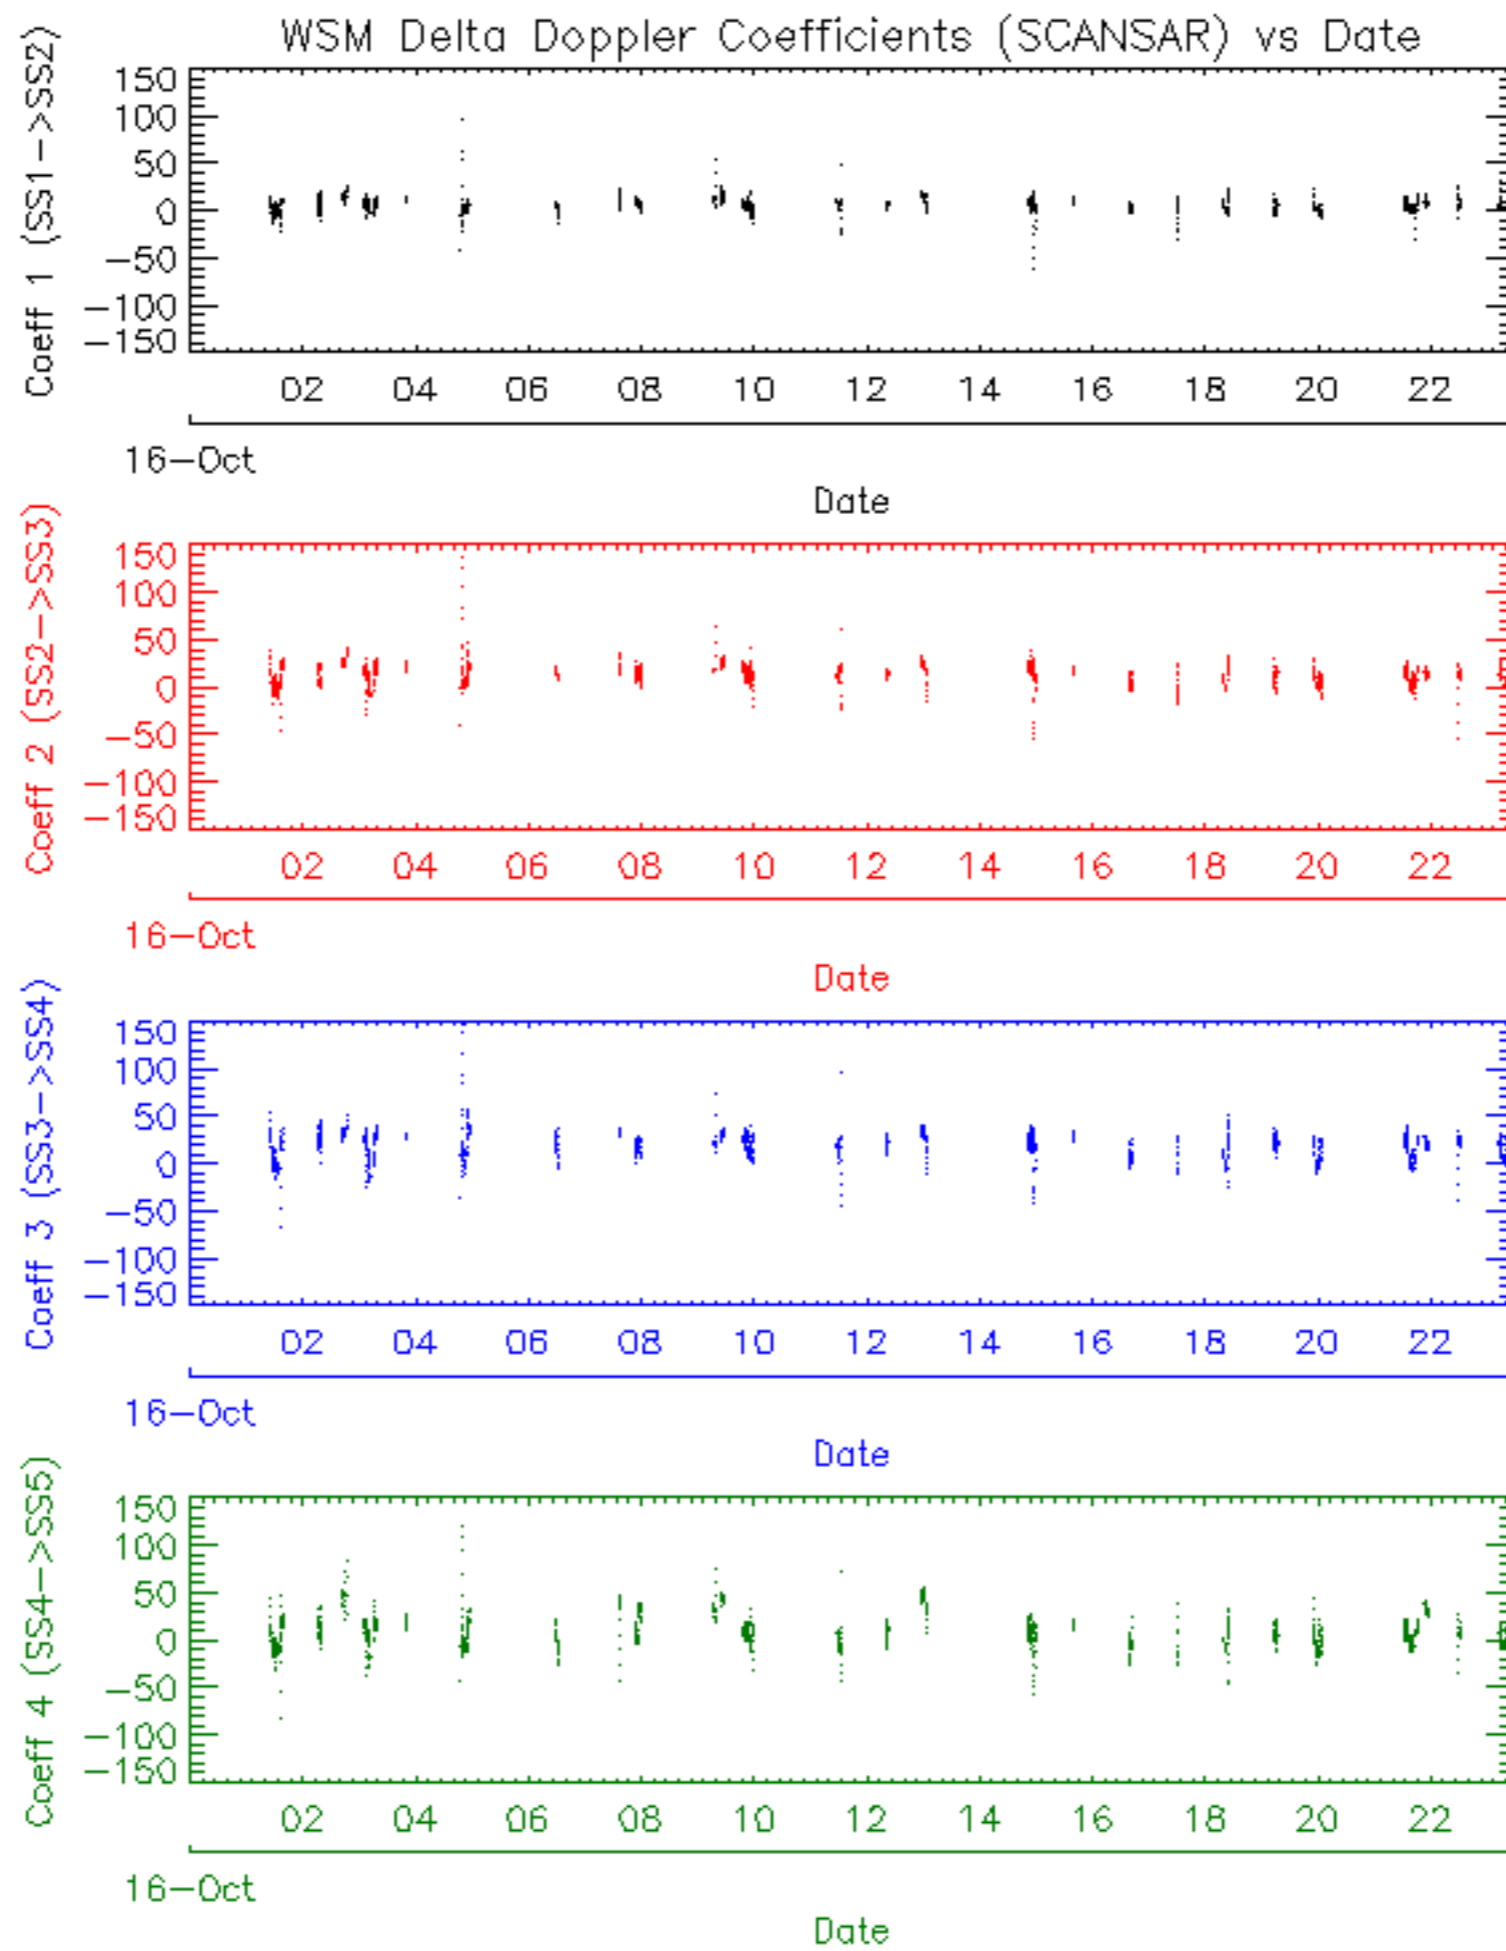 WSM Delta Doppler Coefficients (SCANSAR) vs Date
Coeff 1 (SS1->SS2)
150
100
50
0
-50
-100
-150
02 04 06 08 10 12 14 16 18 20 22
16-Oct
Date
Coeff 2 (SS2->SS3)
150
100
50
0
-50
-100
-150
02 04 06 08 10 12 14 16 18 20 22
16-Oct
Date
Coeff 3 (SS3->SS4)
150
100
50
0
-50
-100
-150
02 04 06 08 10 12 14 16 18 20 22
16-Oct
Date
Coeff 4 (SS4->SS5)
150
100
50
0
-50
-100
-150
02 04 06 08 10 12 14 16 18 20 22
16-Oct
Date